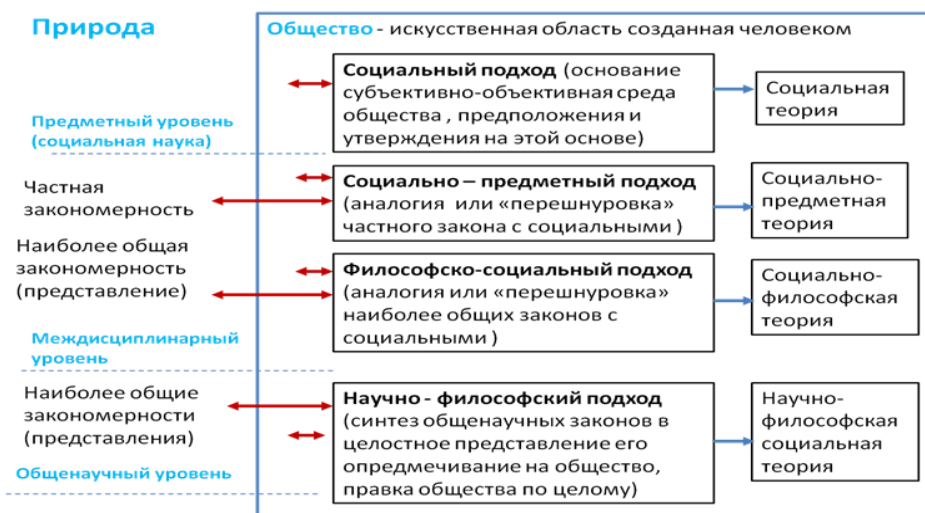 Природа
Общество - искусственная область созданная человеком
Социальный подход (основание
субъективно-объективная среда
общества , предположения и
утверждения на этой основе)
Социальная
теория
Предметный уровень
(социальная наука)
Частная
закономерность
Социально – предметный подход
(аналогия или «перешнуровка»
частного закона с социальными )
Социально-
предметная
теория
Наиболее общая
закономерность
(представление)
Философско-социальный подход
(аналогия или «перешнуровка»
наиболее общих законов с
социальными )
Социально-
философская
теория
Междисциплинарный
уровень
Наиболее общие
закономерности
(представления)
Научно - философский подход
(синтез общенаучных законов в
целостное представление его
опредмечивание на общество,
правка общества по целому)
Научно-
философская
социальная
теория
Общенаучный уровень